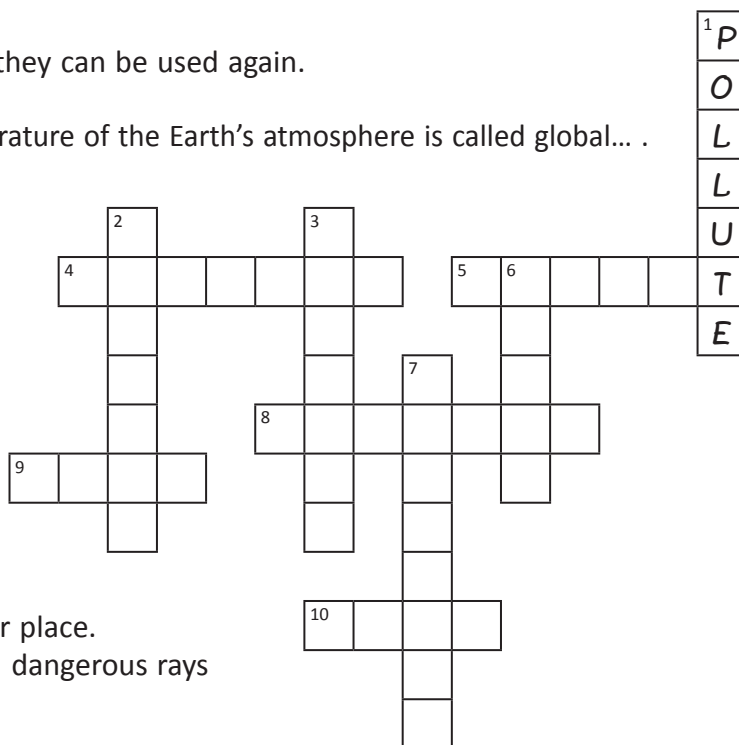 1 P
they can be used again.
O
rature of the Earth's atmosphere is called global... .
L
L
2 3
U
4 5 6 T
E
7
8
9
r place.
10
dangerous rays